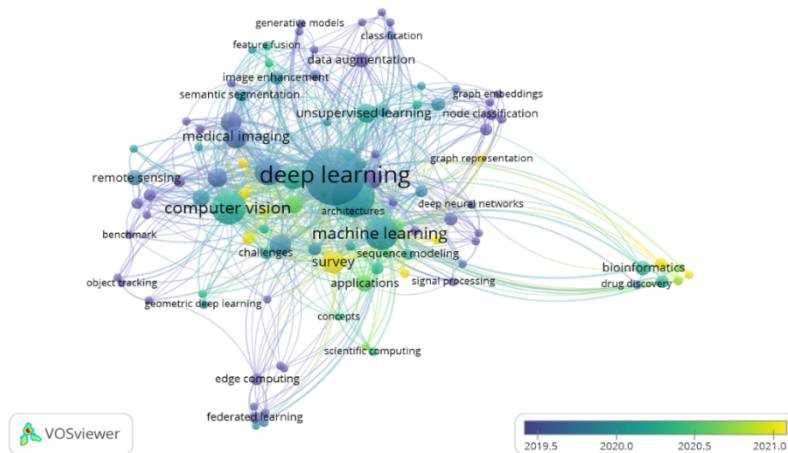 generative models
classification
feature fusion
data augmentation
image enhancement
semantic segmentation
graph embeddings
unsupervised learning
node classification
medical imaging
graph representation
deep learning
remote sensing
computer vision
architectures
deep neural networks
benchmark
machine learning
challenges
sequence modeling
survey
bioinformatics
object tracking
applications
signal processing
drug discovery
geometric deep learning
concepts
scientific computing
edge computing
federated learning
VOSviewer
2019.5 2020.0 2020.5 2021.0